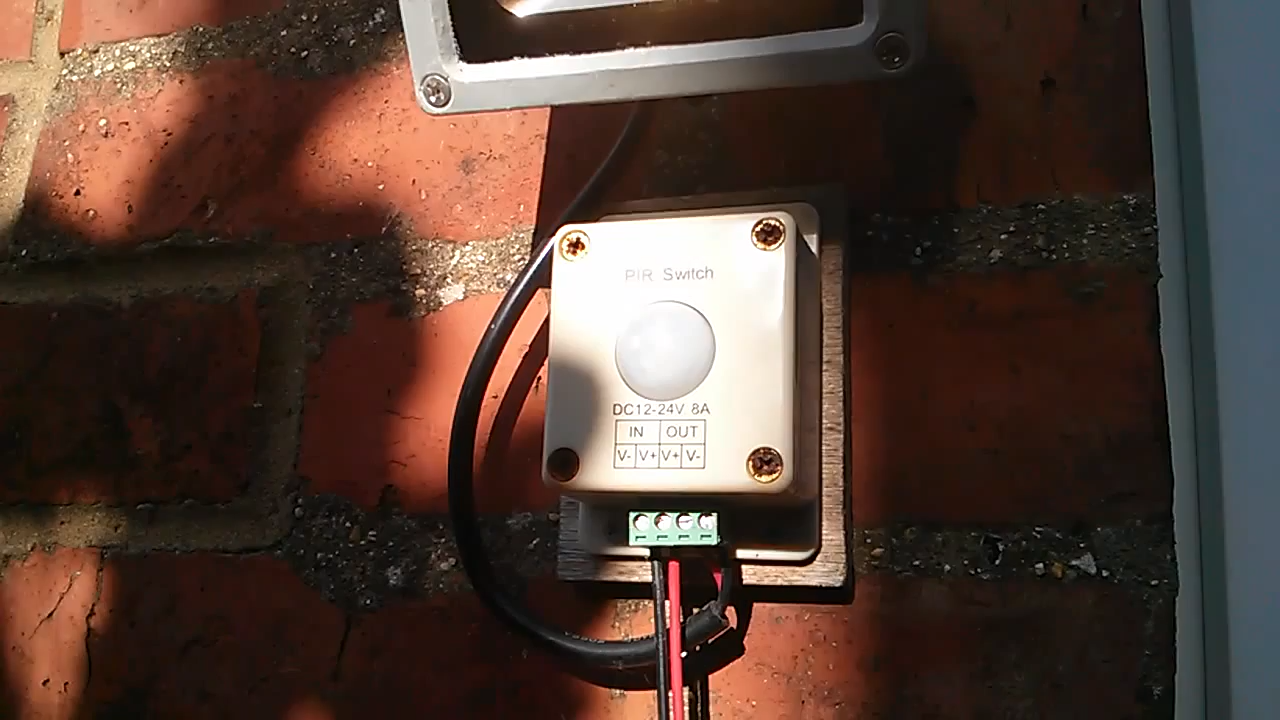 PIR Switch
DC12-24V 8A
IN OUT
V- V+ V+ V-